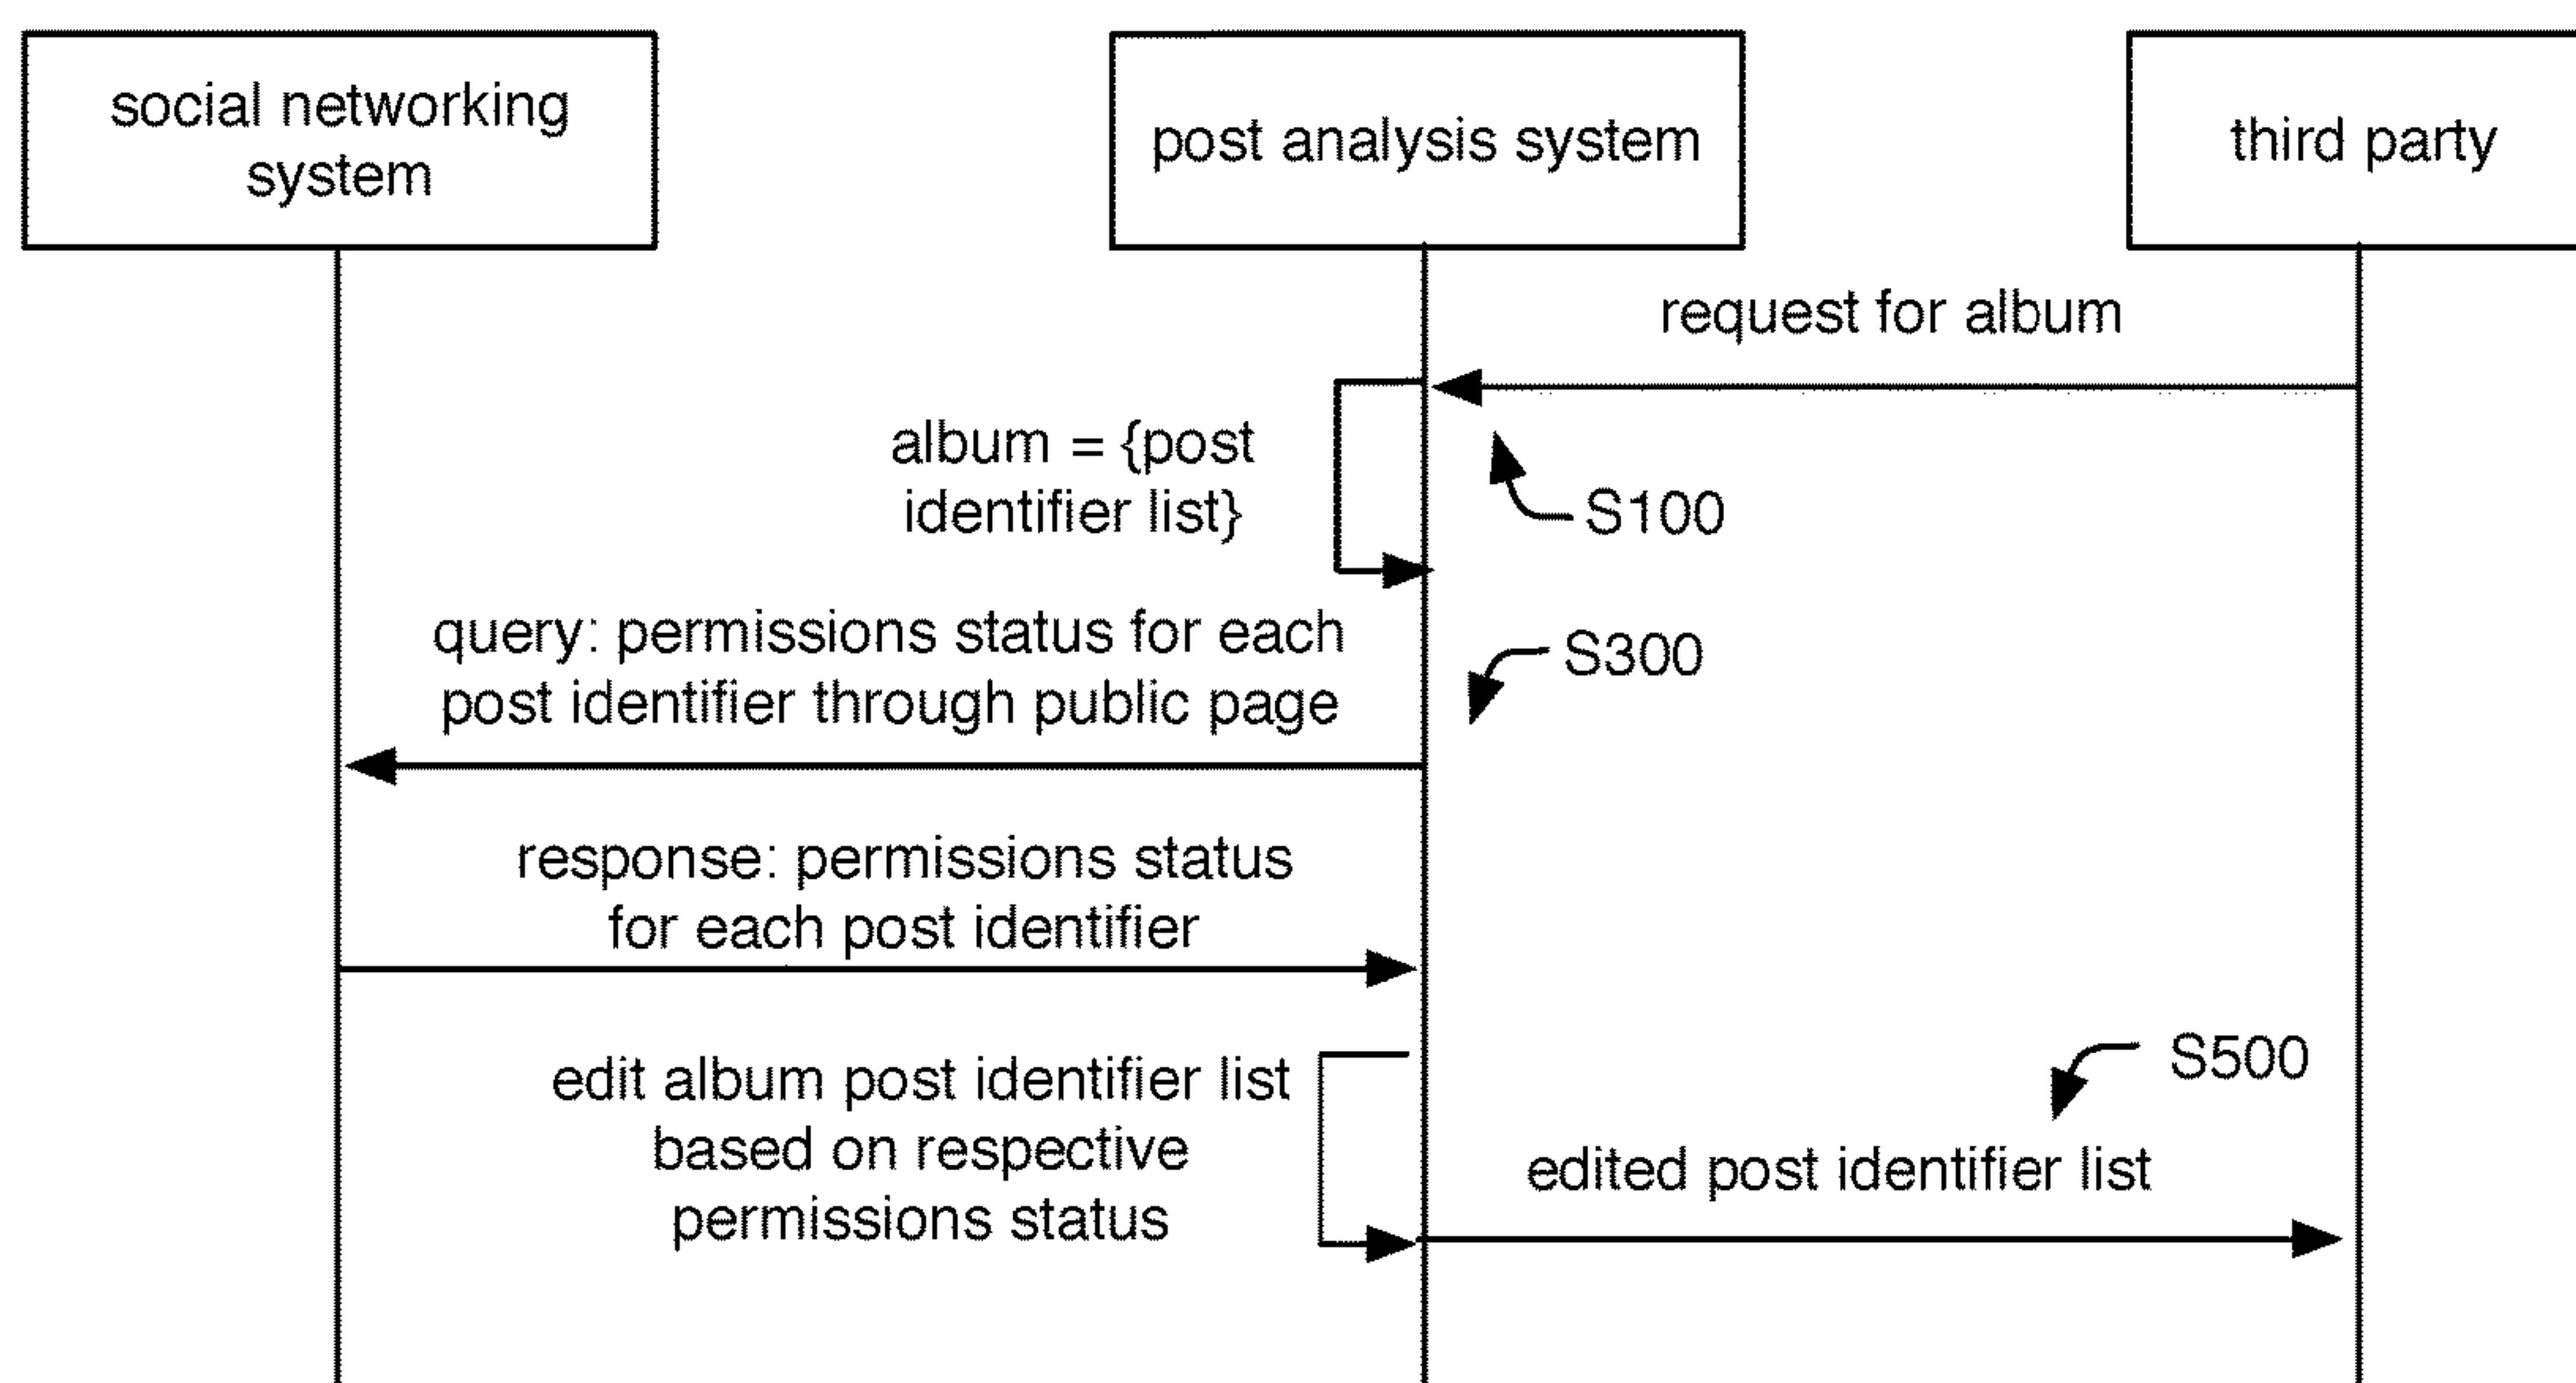 social networking
system
post analysis system
third party
request for album
album = {post
identifier list}
S100
query: permissions status for each
post identifier through public page
S300
response: permissions status
for each post identifier
edit album post identifier list
based on respective
permissions status
S500
edited post identifier list